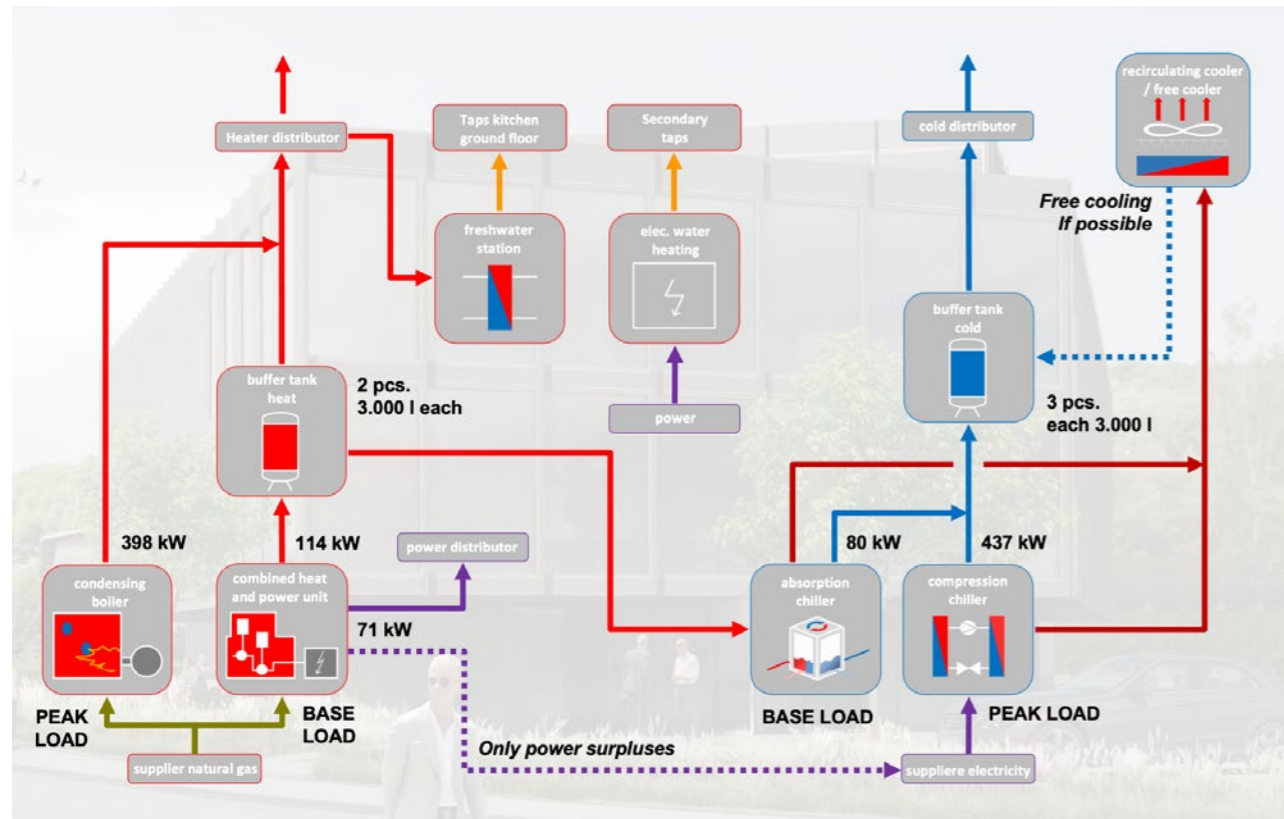 recirculating cooler
/ free cooler
Taps kitchen
ground floor
Secondary
taps
Heater distributor
cold distributor
Free cooling
If possible
freshwater
station
elec. water
heating
buffer tank
cold
buffer tank
heat
2 pcs.
3.000 l each
power
3 pcs.
each 3.000 l
398 kW
114 kW
power distributor
80 kW
437 kW
condensing
boiler
combined heat
and power unit
71 kW
absorption
chiller
compression
chiller
PEAK
LOAD
BASE
LOAD
BASE LOAD
PEAK LOAD
Only power surpluses
supplier natural gas
suppliere electricity